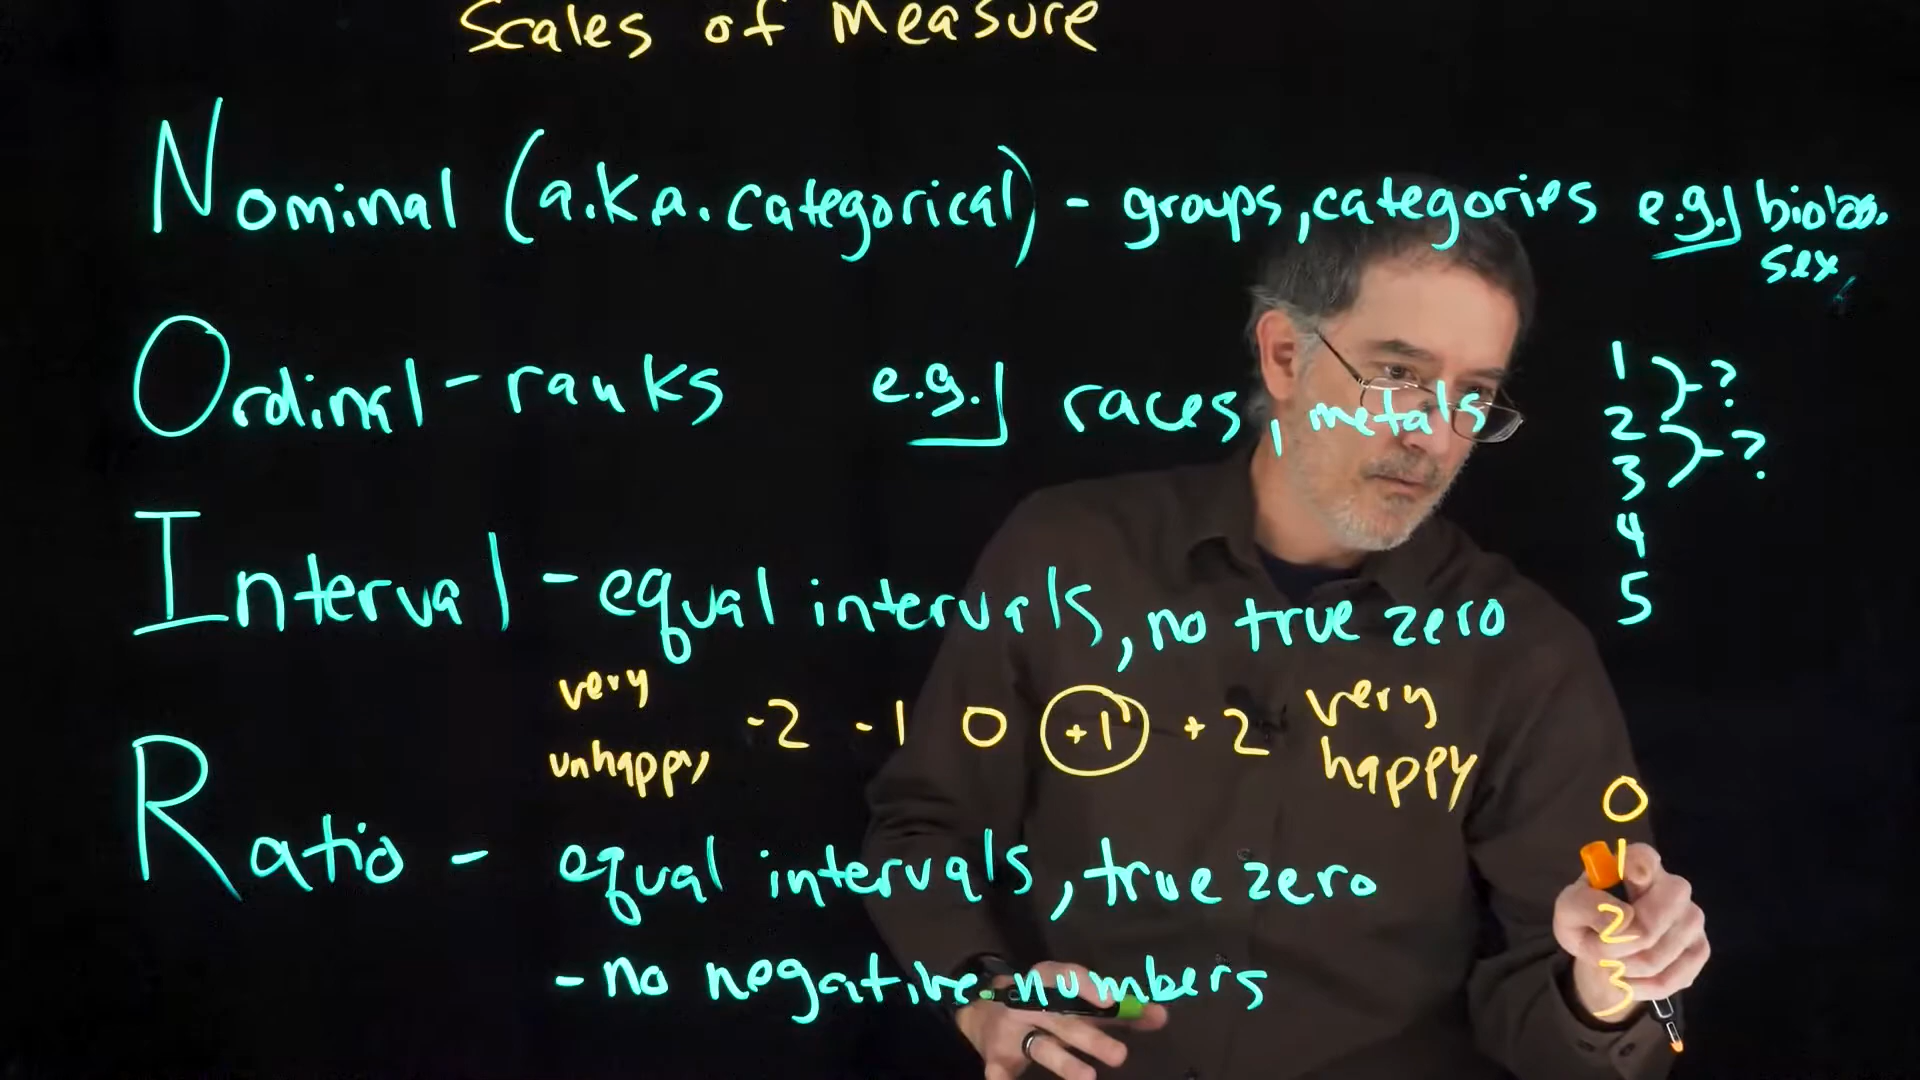 Scales of Measure
Nominal (a.k.a. categorical) - groups, categories e.g.,
sex,
Ordinal - ranks e.g., races, metals
1
2
3
4
5
?
?
Interval - equal intervals, no true zero
very unhappy -2 -1 0 +1 +2 very happy
Ratio - equal intervals, true zero
- no negative numbers
0
1
2
3